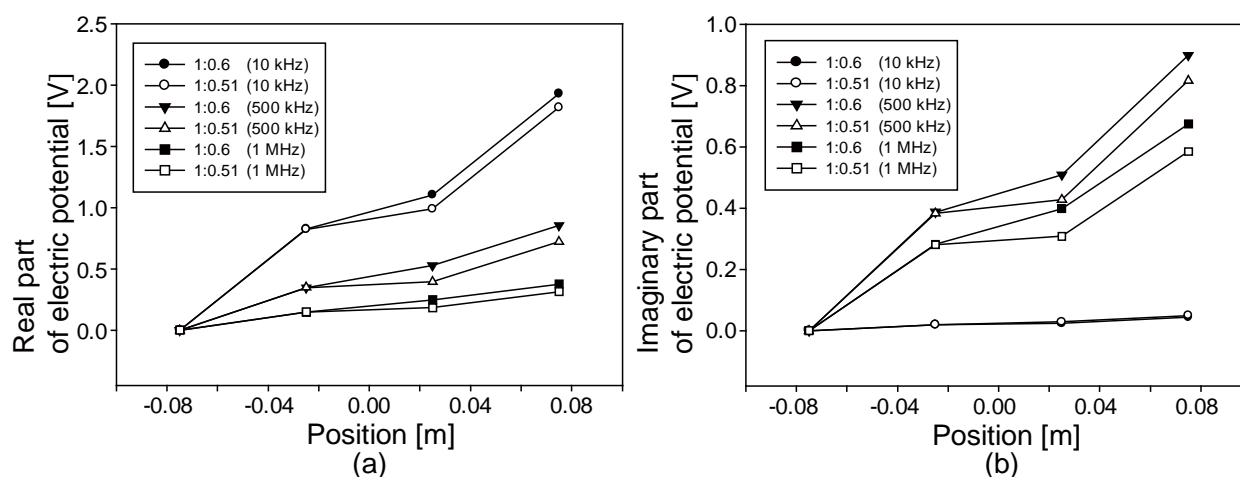 Real part
of electric potential [V]
2.5
2.0
1.5
1.0
0.5
0.0
1:0.6 (10 kHz)
1:0.51 (10 kHz)
1:0.6 (500 kHz)
1:0.51 (500 kHz)
1:0.6 (1 MHz)
1:0.51 (1 MHz)
-0.08 -0.04 0.00 0.04 0.08
Position [m]
(a)
Imaginary part
of electric potential [V]
1.0
0.8
0.6
0.4
0.2
0.0
1:0.6 (10 kHz)
1:0.51 (10 kHz)
1:0.6 (500 kHz)
1:0.51 (500 kHz)
1:0.6 (1 MHz)
1:0.51 (1 MHz)
-0.08 -0.04 0.00 0.04 0.08
Position [m]
(b)